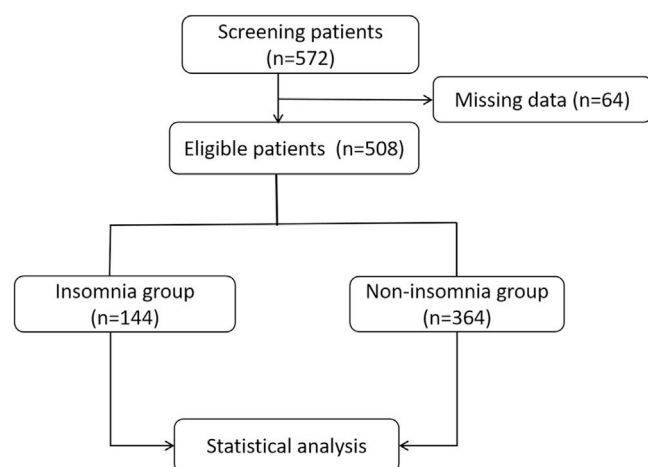 Screening patients
(n=572)
Missing data (n=64)
Eligible patients  (n=508)
Insomnia group
(n=144)
Non-insomnia group
(n=364)
Statistical analysis